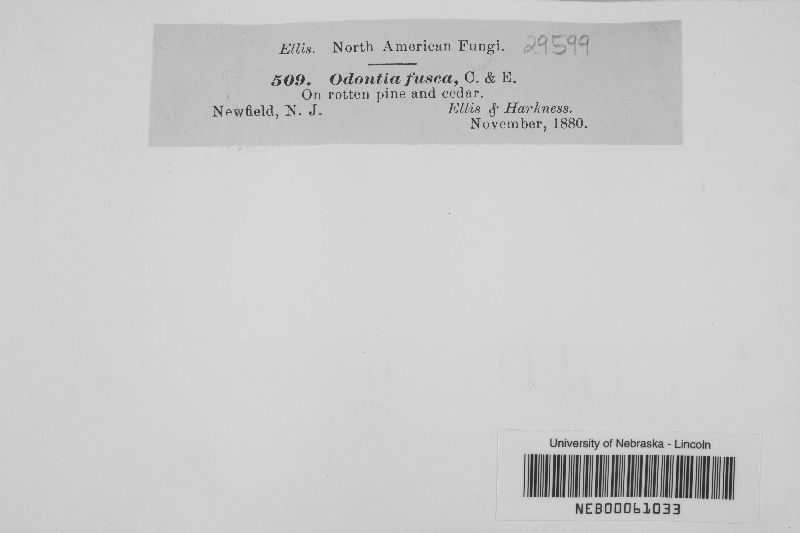 Ellis. North American Fungi. 29599
509. Odontia fusca, C. & E.
On rotten pine and cedar.
Newfield, N. J. Ellis & Harkness.
November, 1880.
University of Nebraska - Lincoln
NEB00061033